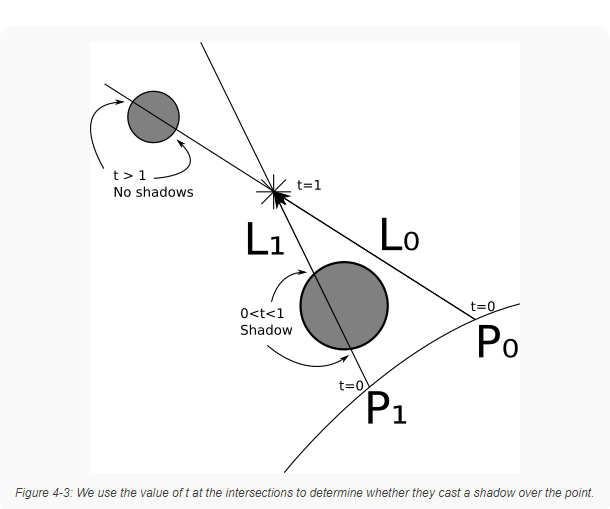 t > 1
No shadows
t=1
L1
L0
0<t<1
Shadow
t=0
P0
t=0
P1
Figure 4-3: We use the value of t at the intersections to determine whether they cast a shadow over the point.